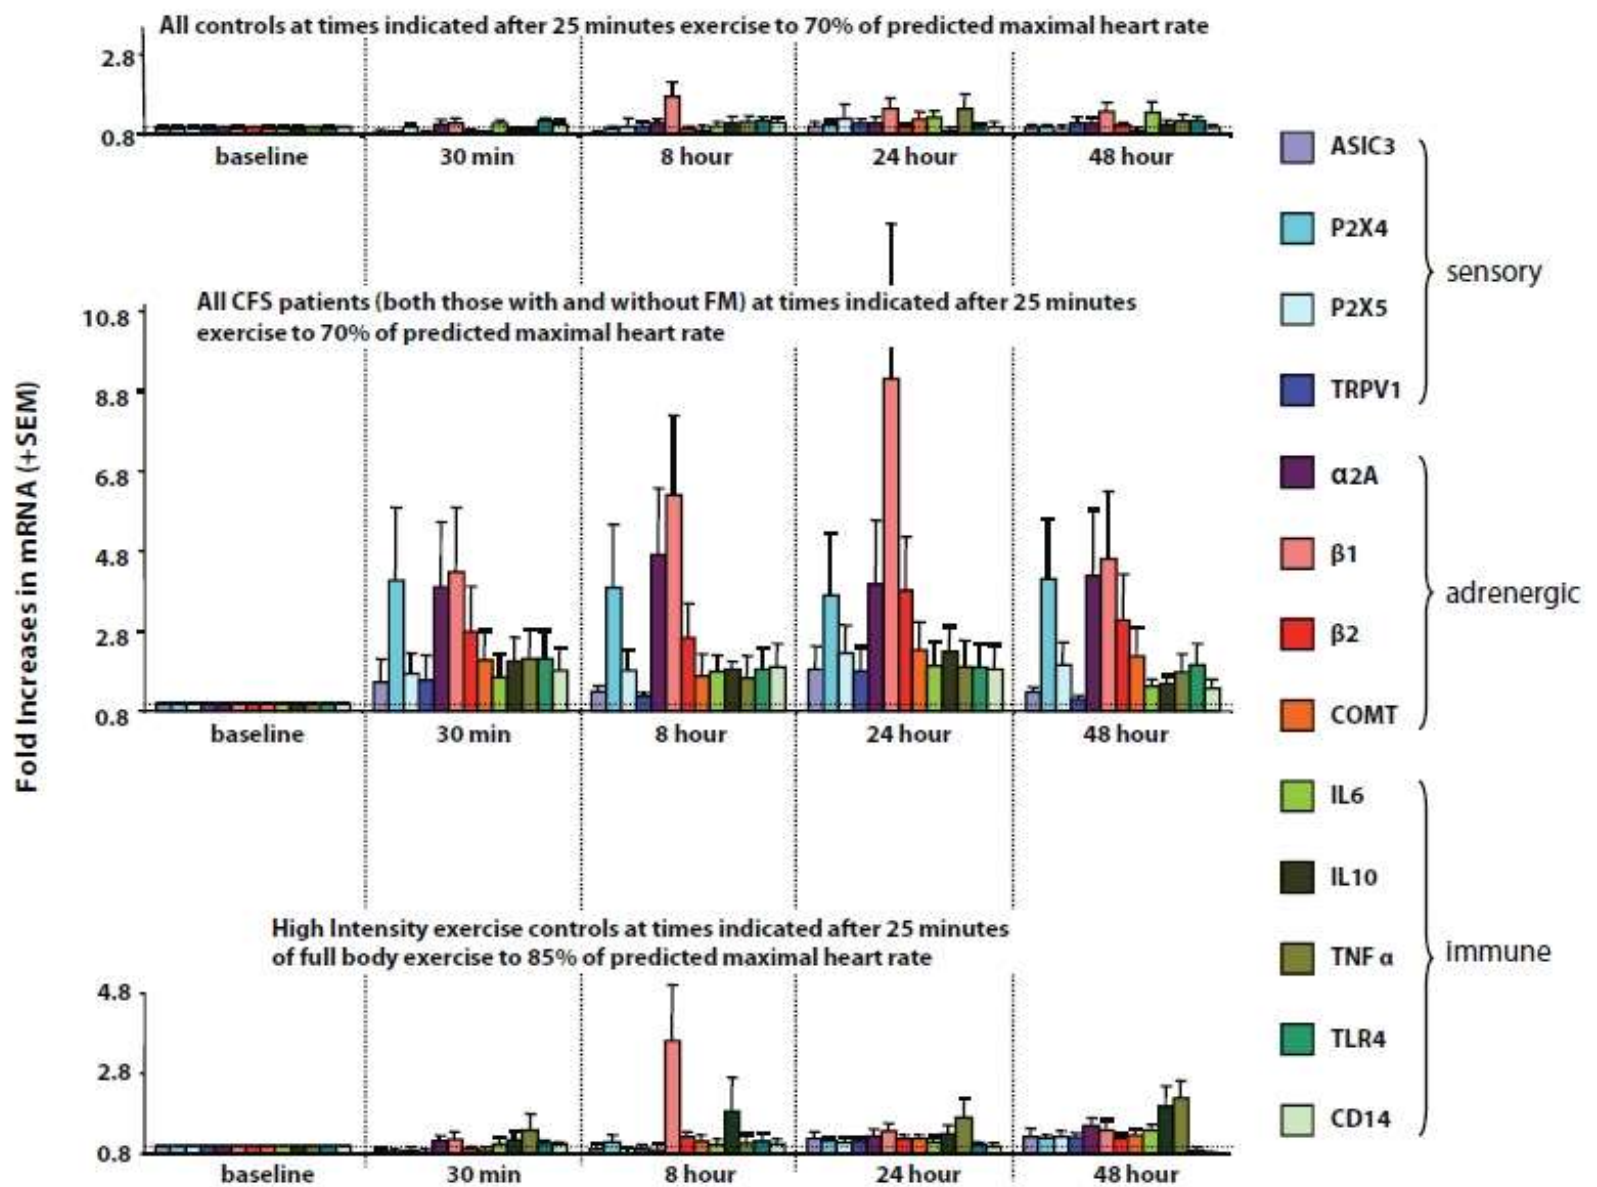 All controls at times indicated after 25 minutes exercise to 70% of predicted maximal heart rate
2.8
0.8
baseline
30 min
8 hour
24 hour
48 hour
All CFS patients (both those with and without FM) at times indicated after 25 minutes
exercise to 70% of predicted maximal heart rate
Fold Increases in mRNA (+SEM)
10.8
8.8
6.8
4.8
2.8
0.8
baseline
30 min
8 hour
24 hour
48 hour
High Intensity exercise controls at times indicated after 25 minutes
of full body exercise to 85% of predicted maximal heart rate
4.8
2.8
0.8
baseline
30 min
8 hour
24 hour
48 hour
ASIC3
P2X4
P2X5
TRPV1
sensory
α2A
β1
β2
COMT
adrenergic
IL6
IL10
TNF α
TLR4
CD14
immune